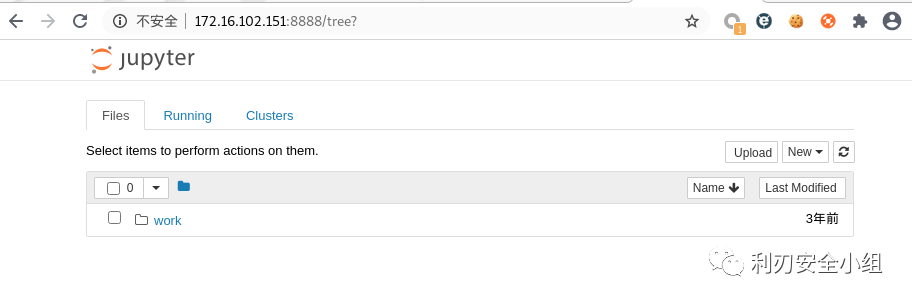 不安全 | 172.16.102.151:8888/tree?
1
jupyter
Files Running Clusters
Select items to perform actions on them. Upload New
0 Name Last Modified
work 3年前
利刃安全小组